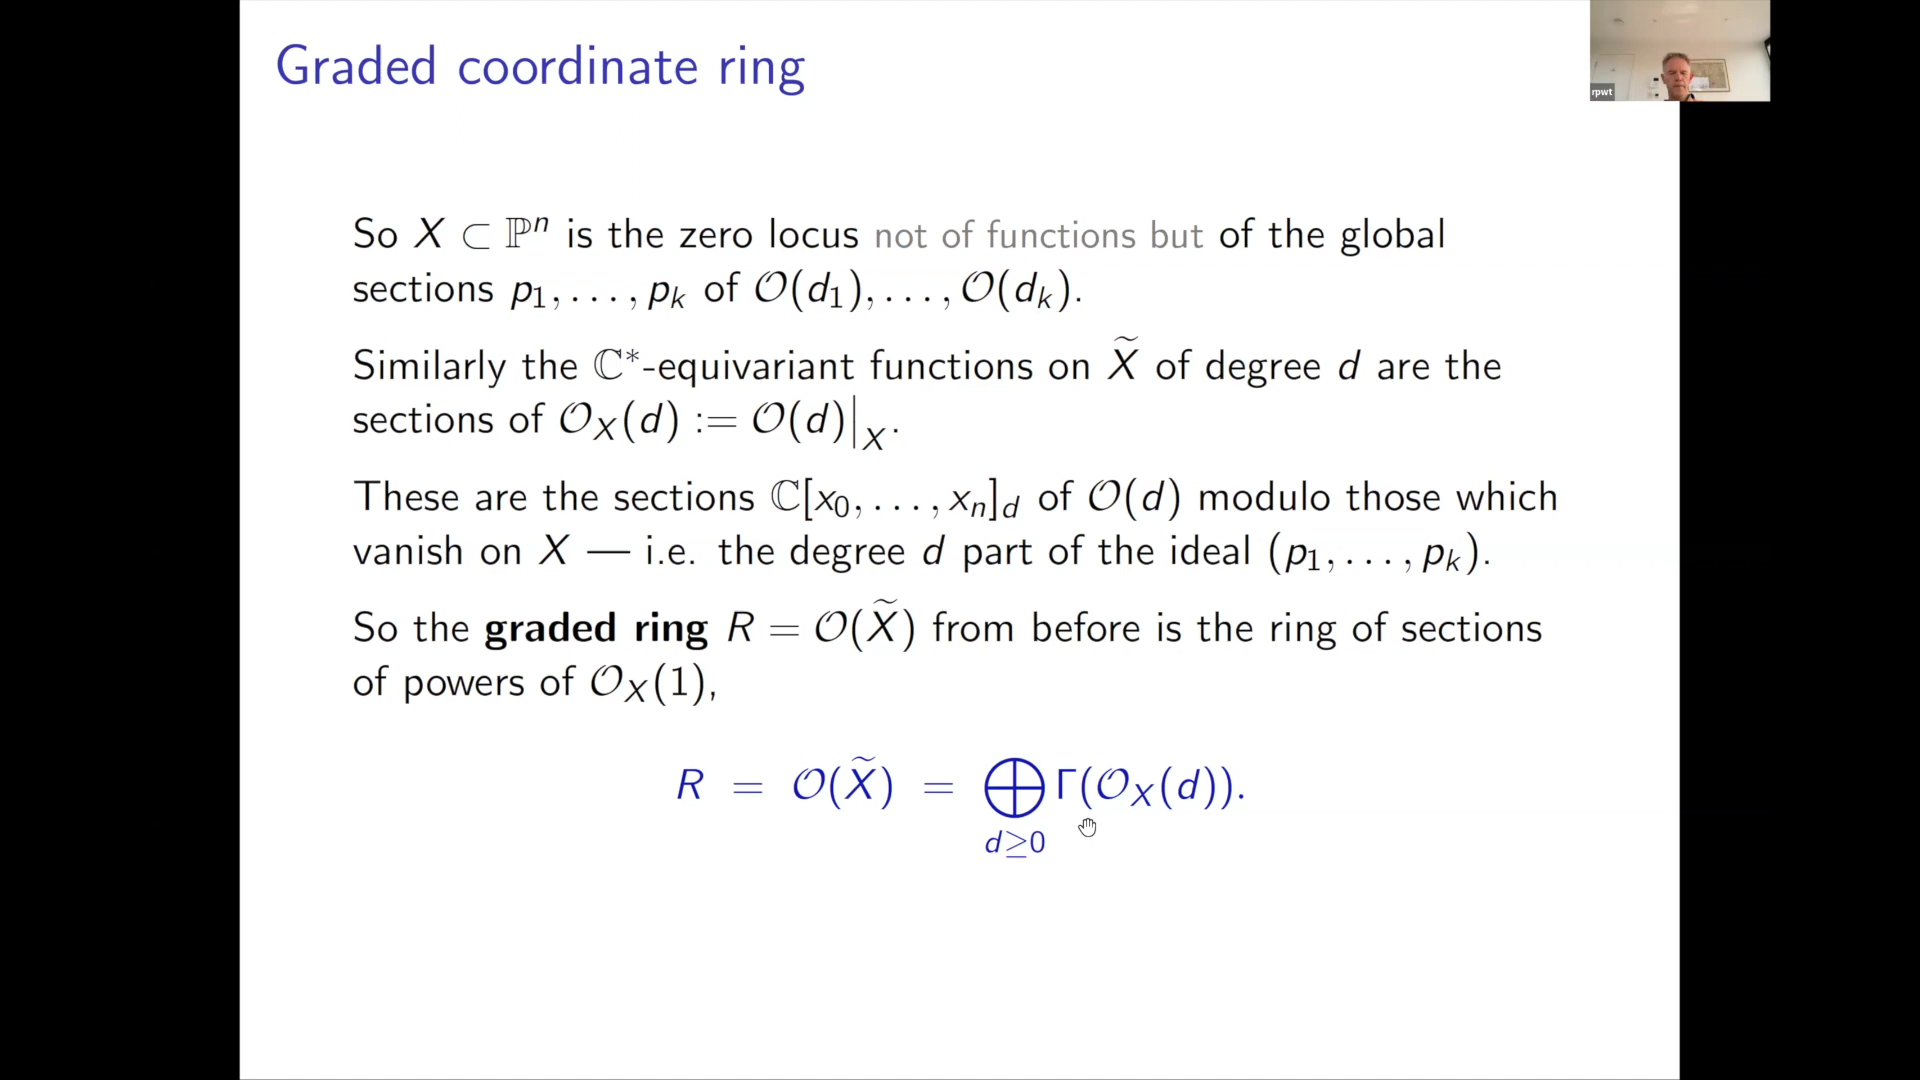 Graded coordinate ring
rpwt
So X ⊂ ℙⁿ is the zero locus not of functions but of the global
sections p₁, . . . , pₖ of 𝒪(d₁), . . . , 𝒪(dₖ).
Similarly the ℂ*-equivariant functions on X̃ of degree d are the
sections of 𝒪_X(d) := 𝒪(d)|_X.
These are the sections ℂ[x₀, . . . , xₙ]_d of 𝒪(d) modulo those which
vanish on X — i.e. the degree d part of the ideal (p₁, . . . , pₖ).
So the graded ring R = 𝒪(X̃) from before is the ring of sections
of powers of 𝒪_X(1),
R = 𝒪(X̃) = ⨁_{d≥0} Γ(𝒪_X(d)).